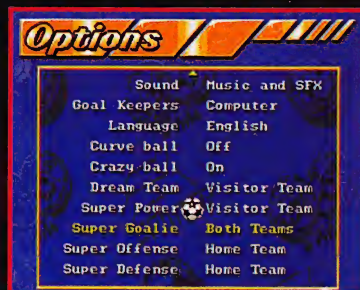 Options
Sound Music and SFX
Goal Keepers Computer
Language English
Curve ball Off
Crazy ball On
Dream Team Visitor Team
Super Power Visitor Team
Super Goalie Both Teams
Super Offense Home Team
Super Defense Home Team